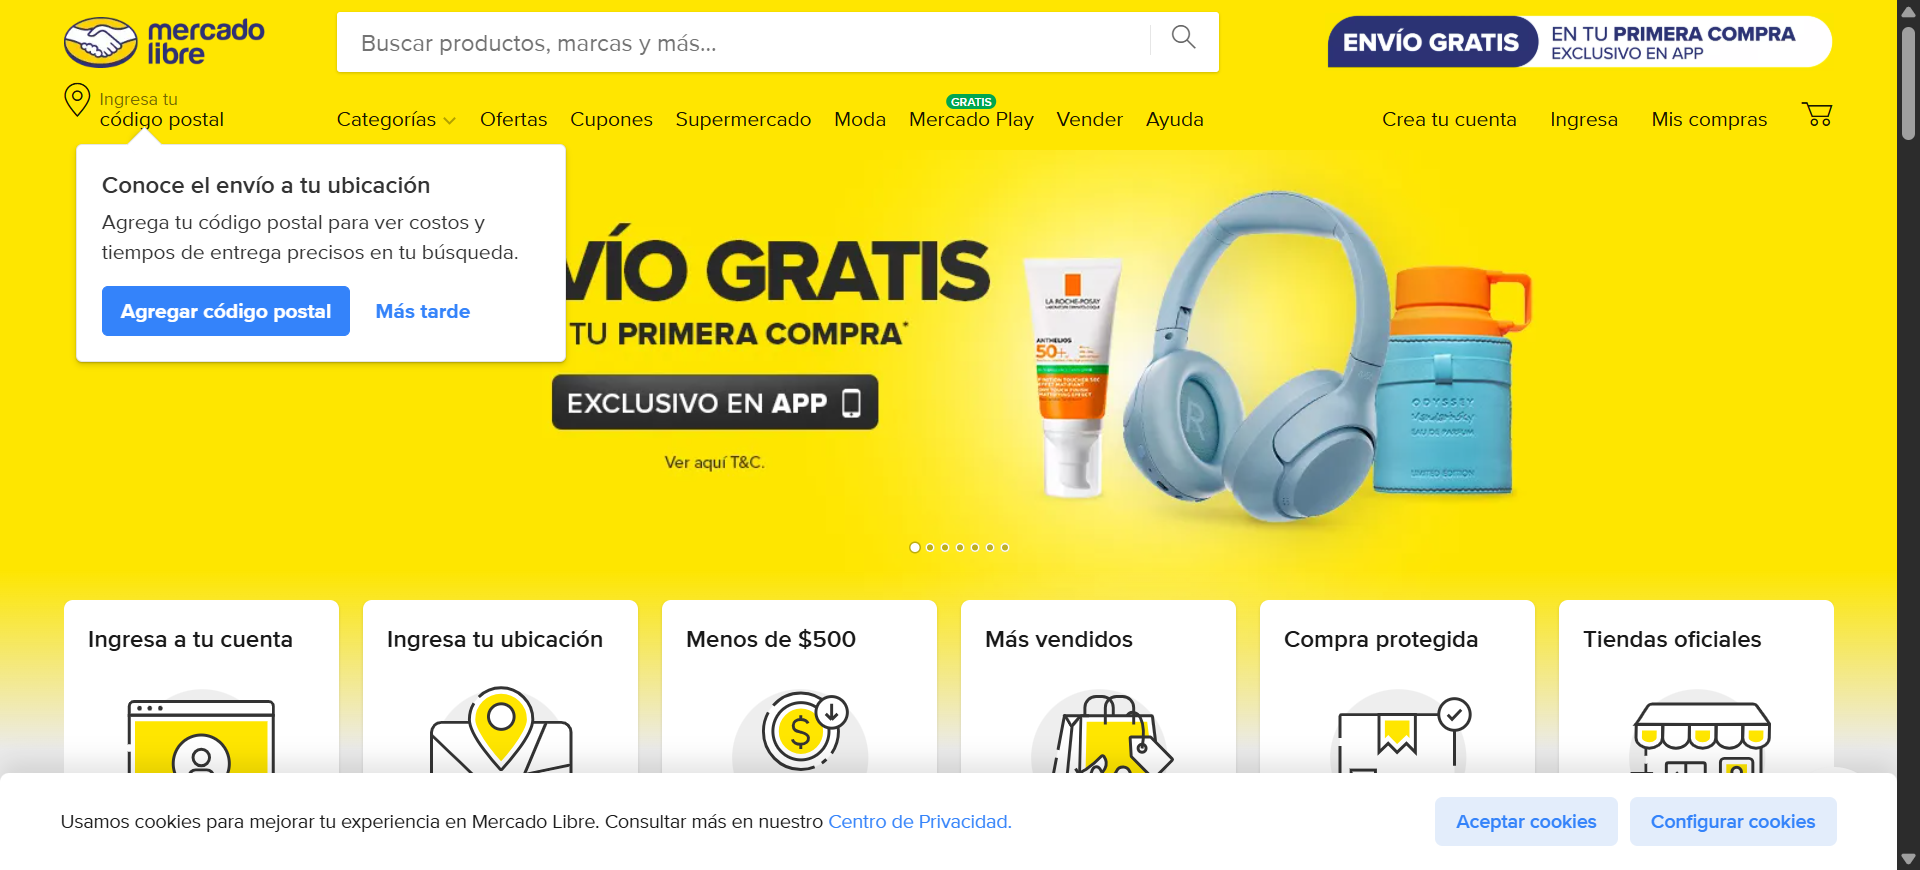 mercado
libre
Buscar productos, marcas y más...
ENVÍO GRATIS
EN TU PRIMERA COMPRA
EXCLUSIVO EN APP
Ingresa tu
código postal
Categorías
Ofertas
Cupones
Supermercado
Moda
GRATIS
Mercado Play
Vender
Ayuda
Crea tu cuenta
Ingresa
Mis compras
Conoce el envío a tu ubicación
Agrega tu código postal para ver costos y
tiempos de entrega precisos en tu búsqueda.
Agregar código postal
Más tarde
VÍO GRATIS
TU PRIMERA COMPRA*
EXCLUSIVO EN APP
Ver aquí T&C.
LA ROCHE-POSAY
ANTHELIOS
50+
R
ODYSSEY
EAU DE PARFUM
LIMITED EDITION
Ingresa a tu cuenta
Ingresa tu ubicación
Menos de $500
Más vendidos
Compra protegida
Tiendas oficiales
Usamos cookies para mejorar tu experiencia en Mercado Libre. Consultar más en nuestro Centro de Privacidad.
Aceptar cookies
Configurar cookies